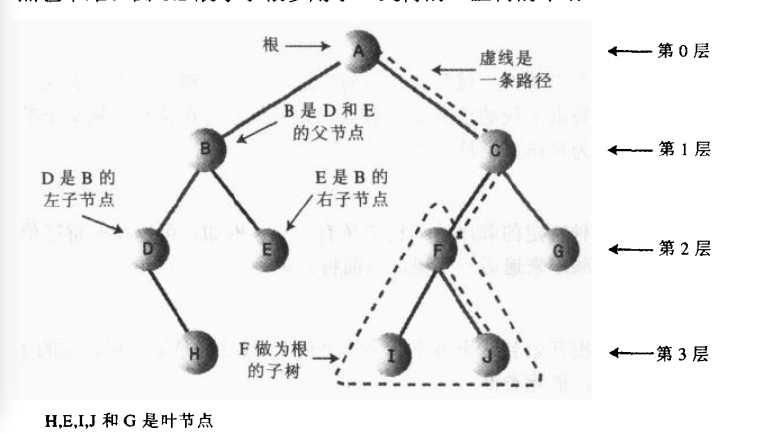 根
A
第 0 层
虚线是
一条路径
B 是 D 和 E
的父节点
B
C
第 1 层
D 是 B 的
左子节点
E 是 B 的
右子节点
D
E
F
G
第 2 层
H
F 做为根
的子树
I
J
第 3 层
H,E,I,J 和 G 是叶节点